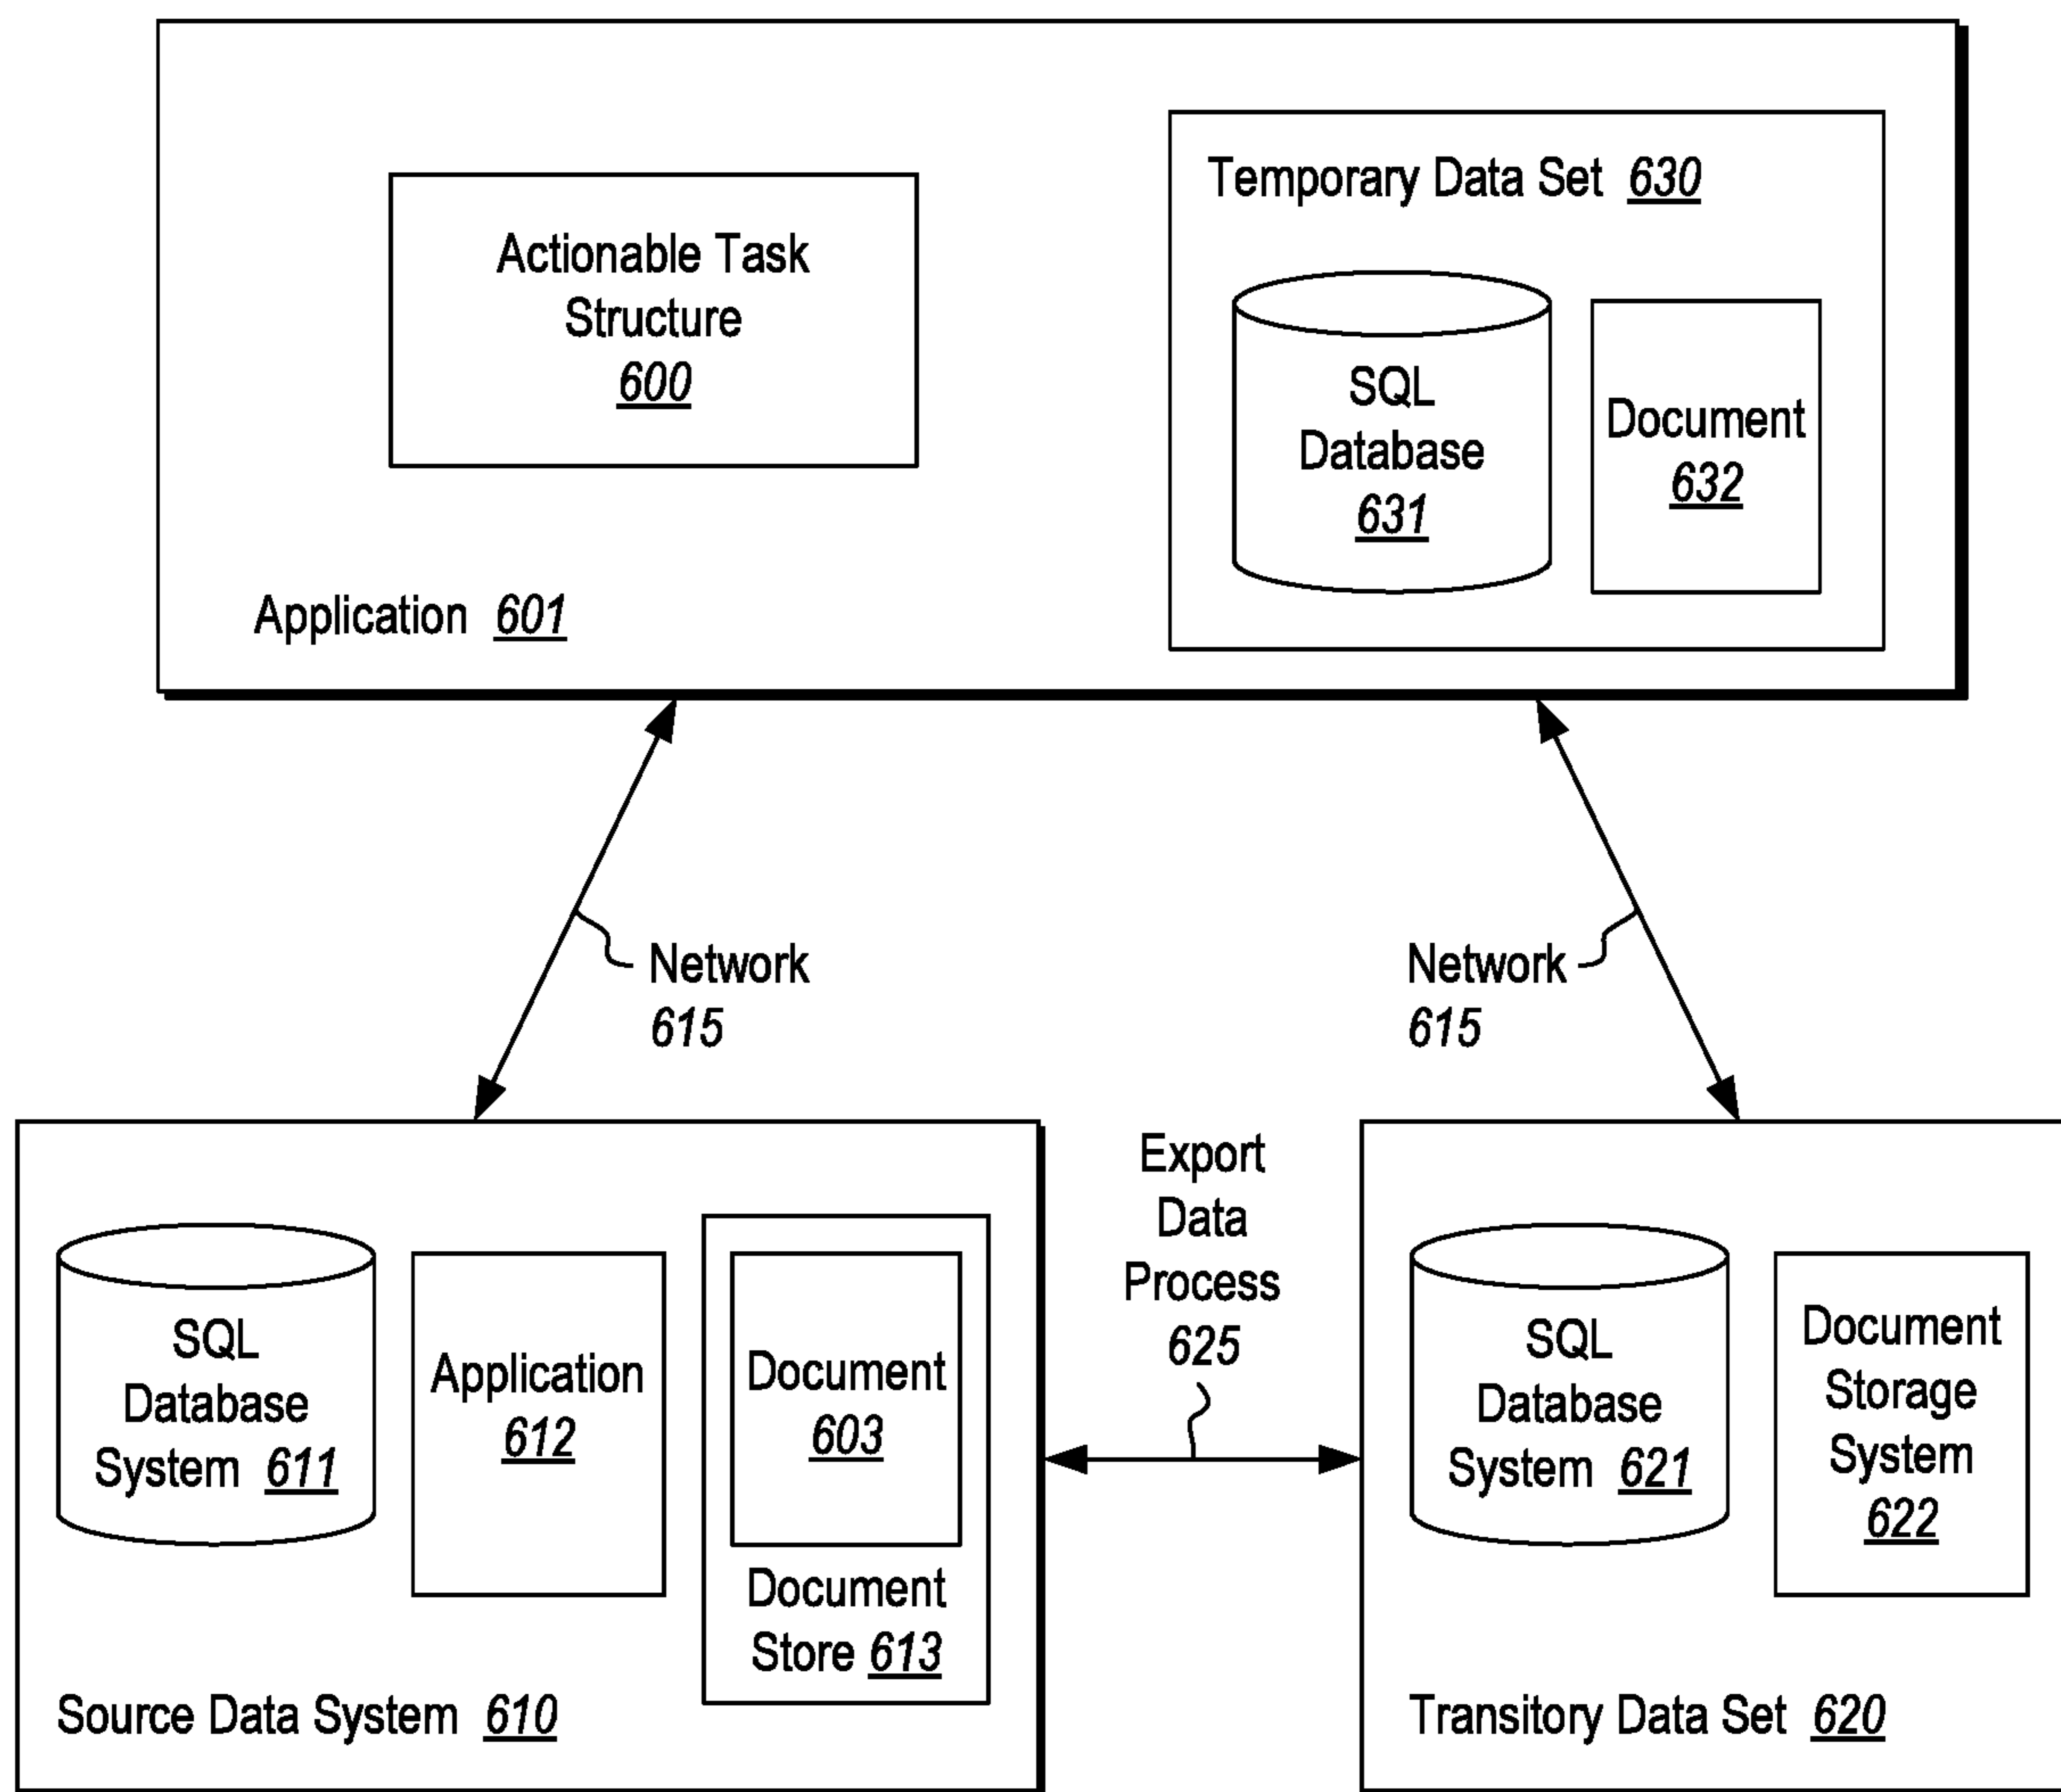 Temporary Data Set 630
Actionable Task
Structure
600
SQL
Database
631
Document
632
Application 601
Network
615
Network
615
Export
Data
Process
625
SQL
Database
System 611
Application
612
Document
603
Document
Store 613
Source Data System 610
SQL
Database
System 621
Document
Storage
System
622
Transitory Data Set 620